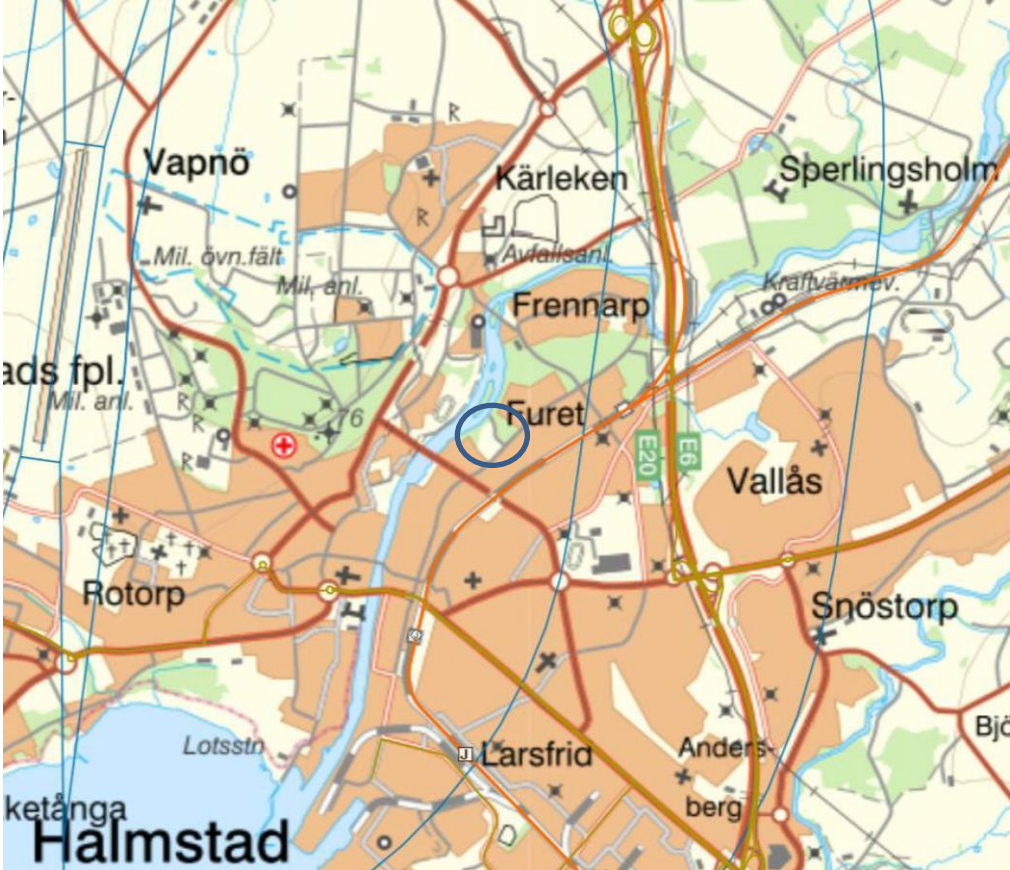 Vapnö
Kärleken
Sperlingsholm
Mil. övn.fält
Avfallsanl.
Mil. anl.
Kraftvärmev.
Frennarp
ads fpl.
Mil. anl.
76
Furet
E20
E6
Vallås
Rotorp
Snöstorp
Lotsstn
Larsfrid
Anders-
berg
Bjö
ketånga
Halmstad
R
R
R
R
R
J